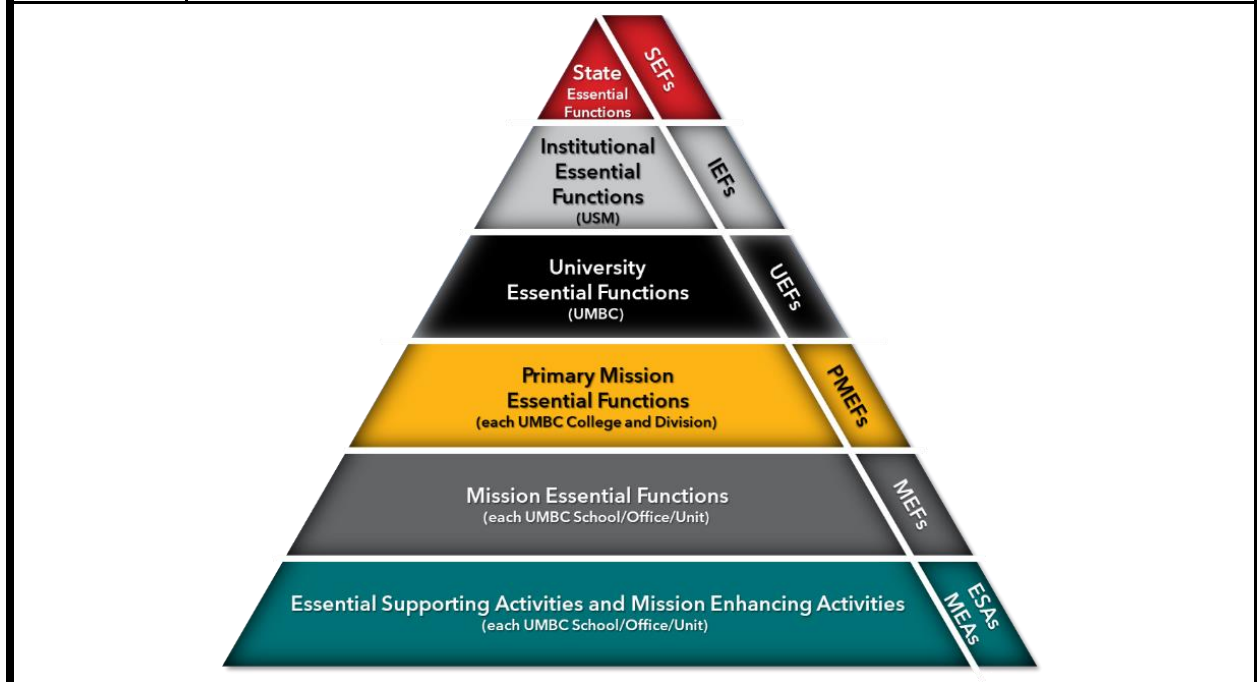 State
Essential
Functions
SEFs
Institutional
Essential
Functions
(USM)
IEFs
University
Essential Functions
(UMBC)
UEFs
Primary Mission
Essential Functions
(each UMBC College and Division)
PMEFs
Mission Essential Functions
(each UMBC School/Office/Unit)
MEFs
Essential Supporting Activities and Mission Enhancing Activities
(each UMBC School/Office/Unit)
ESAs
MEAs